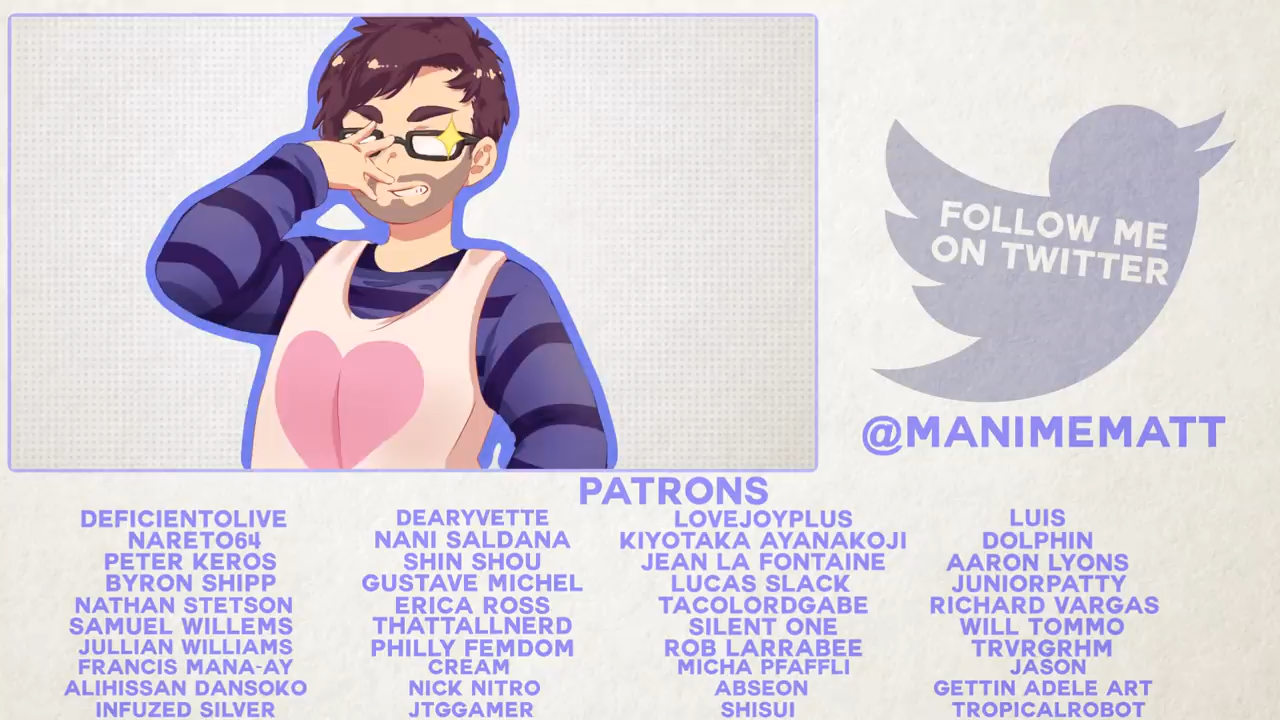 FOLLOW ME
ON TWITTER
@MANIMEMATT
PATRONS
DEFICIENTOLIVE
NARETO64
PETER KEROS
BYRON SHIPP
NATHAN STETSON
SAMUEL WILLEMS
JULLIAN WILLIAMS
FRANCIS MANA-AY
ALIHISSAN DANSOKO
INFUZED SILVER
DEARYVETTE
NANI SALDANA
SHIN SHOU
GUSTAVE MICHEL
ERICA ROSS
THATTALLNERD
PHILLY FEMDOM
CREAM
NICK NITRO
JTGGAMER
LOVEJOYPLUS
KIYOTAKA AYANAKOJI
JEAN LA FONTAINE
LUCAS SLACK
TACOLORDGABE
SILENT ONE
ROB LARRABEE
MICHA PFAFFLI
ABSEON
SHISUI
LUIS
DOLPHIN
AARON LYONS
JUNIORPATTY
RICHARD VARGAS
WILL TOMMO
TRVRGRHM
JASON
GETTIN ADELE ART
TROPICALROBOT